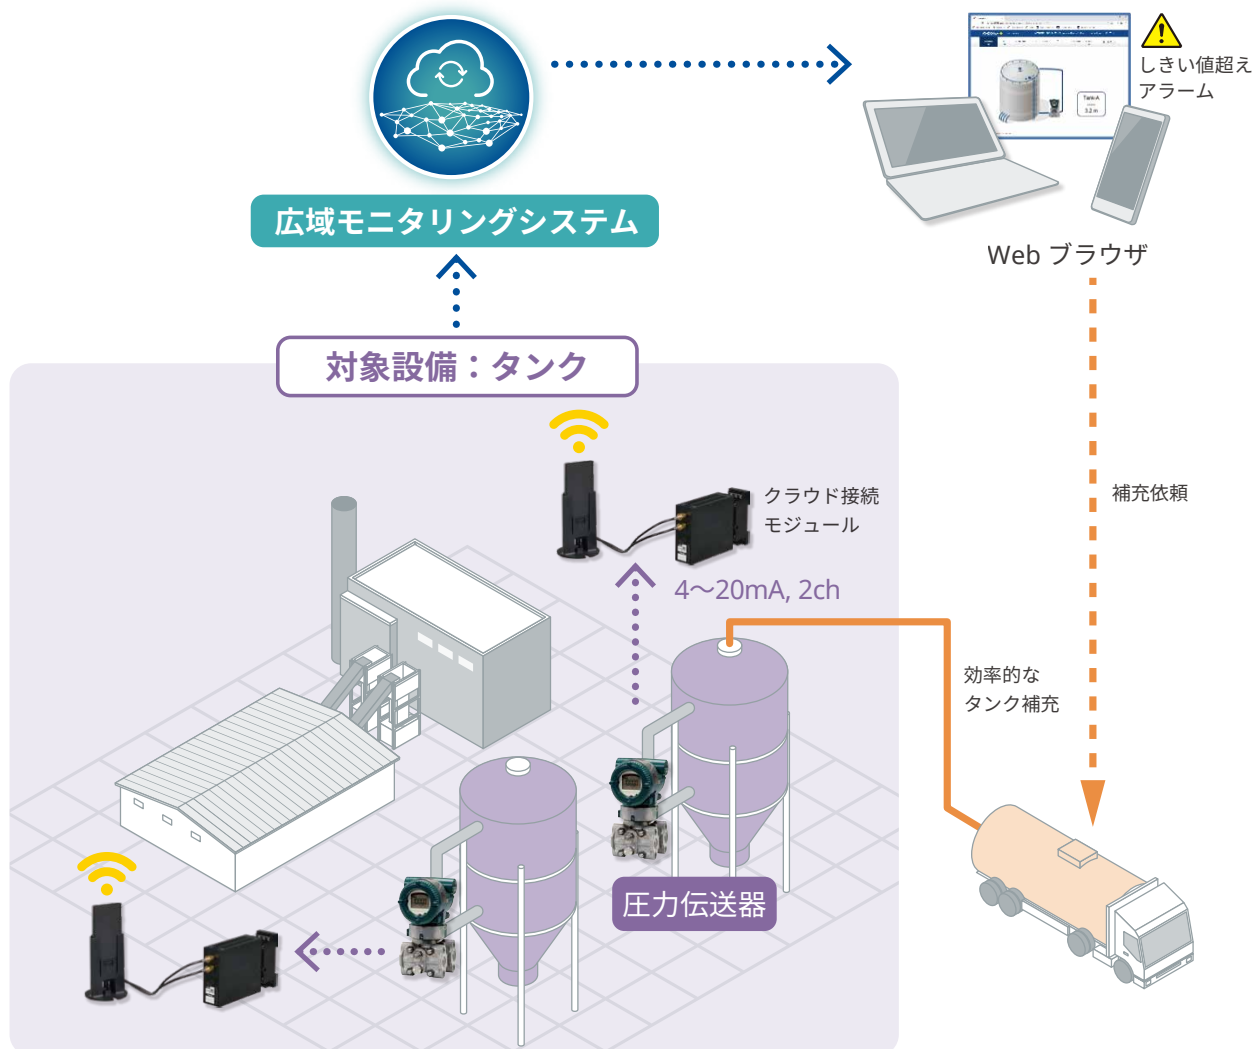 しきい値超え
アラーム
Tank-A
3.2 m
広域モニタリングシステム
Web ブラウザ
対象設備：タンク
クラウド接続
モジュール
補充依頼
4～20mA, 2ch
効率的な
タンク補充
圧力伝送器